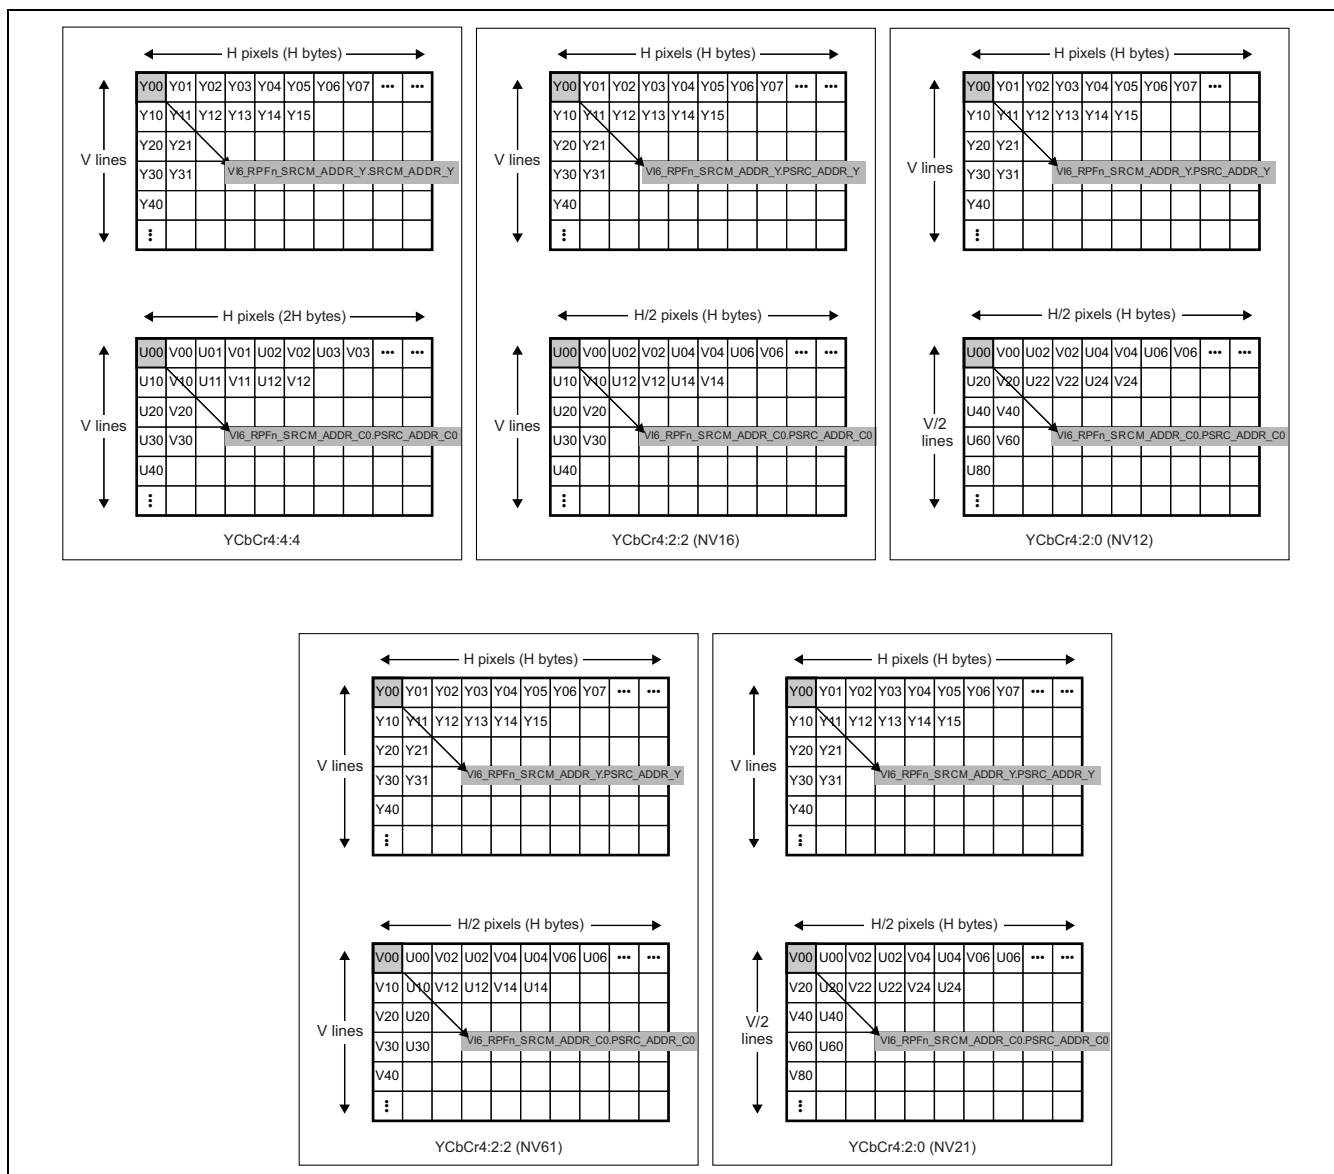 H pixels (H bytes)
Y00 Y01 Y02 Y03 Y04 Y05 Y06 Y07 ••• •••
Y10 Y11 Y12 Y13 Y14 Y15
Y20 Y21
V lines
VI6_RPFn_SRCM_ADDR_Y.SRCM_ADDR_Y
Y30 Y31
Y40
⋮
H pixels (2H bytes)
U00 V00 U01 V01 U02 V02 U03 V03 ••• •••
U10 V10 U11 V11 U12 V12
U20 V20
V lines
VI6_RPFn_SRCM_ADDR_C0.PSRC_ADDR_C0
U30 V30
U40
⋮
YCbCr4:4:4
H pixels (H bytes)
Y00 Y01 Y02 Y03 Y04 Y05 Y06 Y07 ••• •••
Y10 Y11 Y12 Y13 Y14 Y15
Y20 Y21
V lines
VI6_RPFn_SRCM_ADDR_Y.PSRC_ADDR_Y
Y30 Y31
Y40
⋮
H/2 pixels (H bytes)
U00 V00 U02 V02 U04 V04 U06 V06 ••• •••
U10 V10 U12 V12 U14 V14
U20 V20
V lines
VI6_RPFn_SRCM_ADDR_C0.PSRC_ADDR_C0
U30 V30
U40
⋮
YCbCr4:2:2 (NV16)
H pixels (H bytes)
Y00 Y01 Y02 Y03 Y04 Y05 Y06 Y07 •••
Y10 Y11 Y12 Y13 Y14 Y15
Y20 Y21
V lines
VI6_RPFn_SRCM_ADDR_Y.PSRC_ADDR_Y
Y30 Y31
Y40
⋮
H/2 pixels (H bytes)
U00 V00 U02 V02 U04 V04 U06 V06 ••• •••
U20 V20 U22 V22 U24 V24
U40 V40
V/2
lines
VI6_RPFn_SRCM_ADDR_C0.PSRC_ADDR_C0
U60 V60
U80
⋮
YCbCr4:2:0 (NV12)
H pixels (H bytes)
Y00 Y01 Y02 Y03 Y04 Y05 Y06 Y07 ••• •••
Y10 Y11 Y12 Y13 Y14 Y15
Y20 Y21
V lines
VI6_RPFn_SRCM_ADDR_Y.PSRC_ADDR_Y
Y30 Y31
Y40
⋮
H/2 pixels (H bytes)
V00 U00 V02 U02 V04 U04 V06 U06 ••• •••
V10 U10 V12 U12 V14 U14
V20 U20
V lines
VI6_RPFn_SRCM_ADDR_C0.PSRC_ADDR_C0
V30 U30
V40
⋮
YCbCr4:2:2 (NV61)
H pixels (H bytes)
Y00 Y01 Y02 Y03 Y04 Y05 Y06 Y07 ••• •••
Y10 Y11 Y12 Y13 Y14 Y15
Y20 Y21
V lines
VI6_RPFn_SRCM_ADDR_Y.PSRC_ADDR_Y
Y30 Y31
Y40
⋮
H/2 pixels (H bytes)
V00 U00 V02 U02 V04 U04 V06 U06 ••• •••
V20 U20 V22 U22 V24 U24
V40 U40
V/2
lines
VI6_RPFn_SRCM_ADDR_C0.PSRC_ADDR_C0
V60 U60
V80
⋮
YCbCr4:2:0 (NV21)